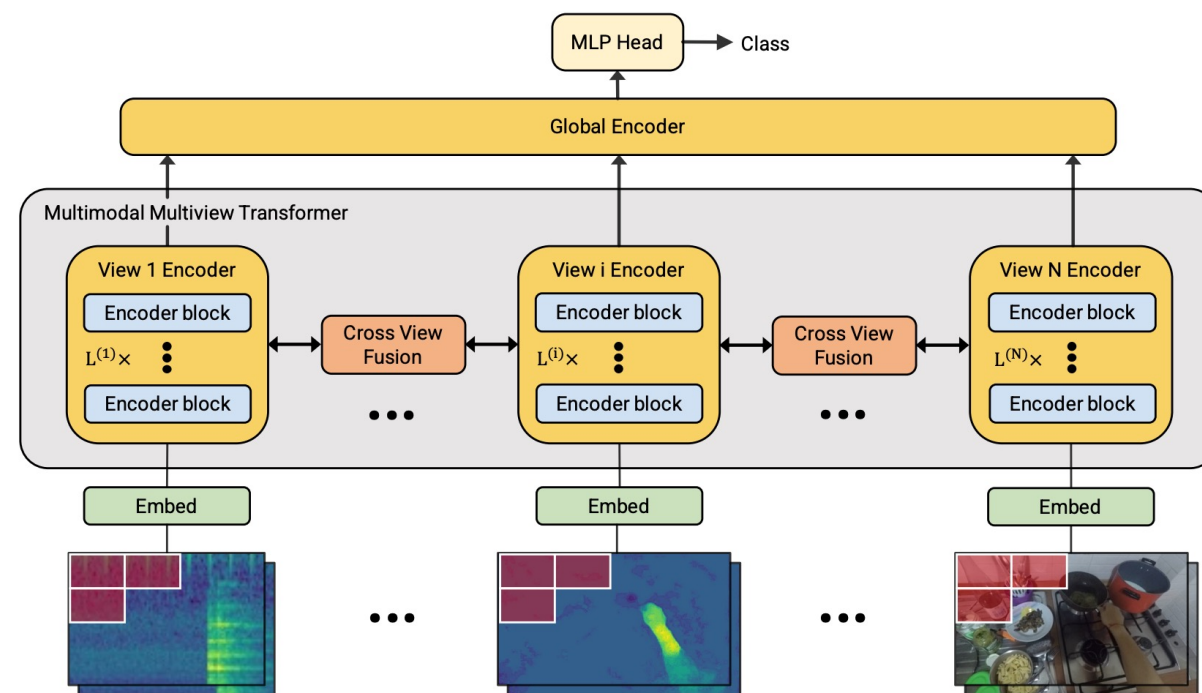 MLP Head
Class
Global Encoder
Multimodal Multiview Transformer
View 1 Encoder
View i Encoder
View N Encoder
Encoder block
Encoder block
Encoder block
Cross View
Fusion
Cross View
Fusion
L⁽¹⁾×
L⁽ⁱ⁾×
L⁽ᴺ⁾×
Encoder block
Encoder block
Encoder block
Embed
Embed
Embed